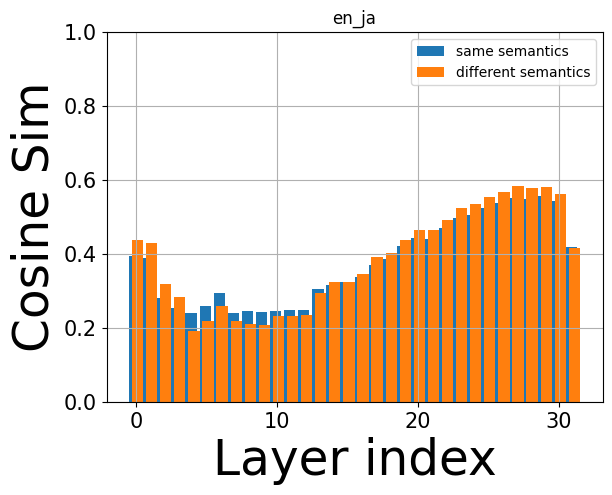 en_ja
same semantics
different semantics
1.0
0.8
0.6
0.4
0.2
0.0
Cosine Sim
0 10 20 30
Layer index